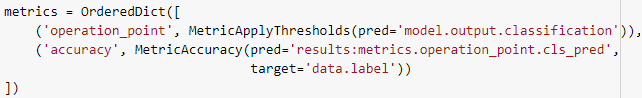 metrics = OrderedDict([
    ('operation_point', MetricApplyThresholds(pred='model.output.classification')),
    ('accuracy', MetricAccuracy(pred='results:metrics.operation_point.cls_pred',
                                target='data.label'))
])